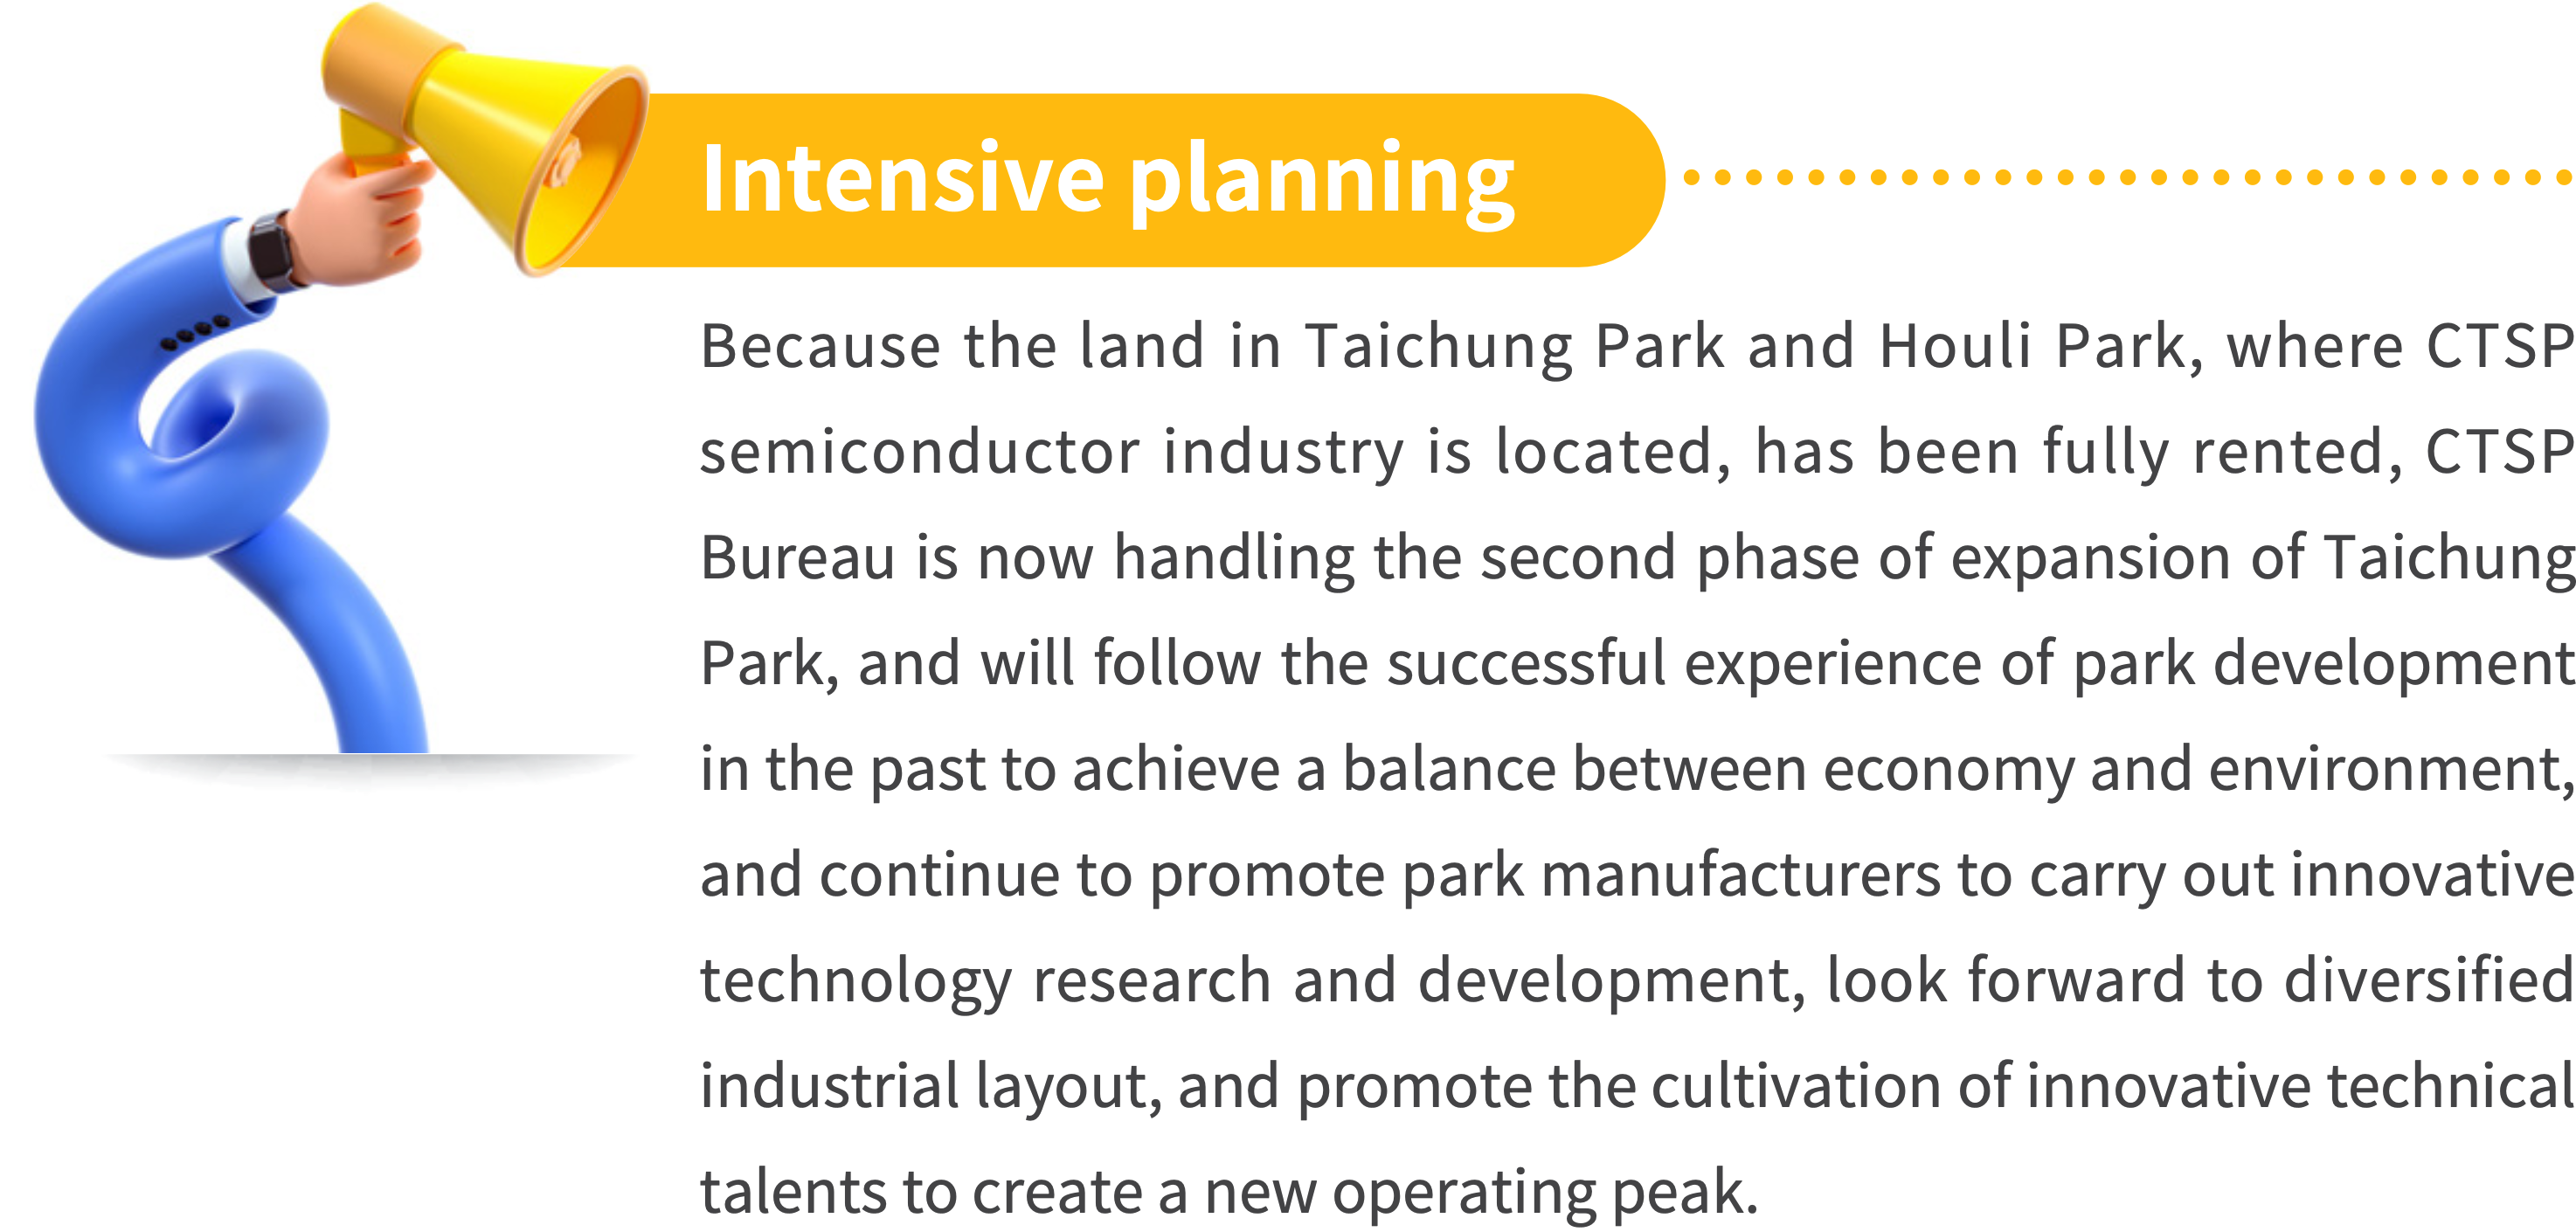 Intensive planning
Because the land in Taichung Park and Houli Park, where CTSP
semiconductor industry is located, has been fully rented, CTSP
Bureau is now handling the second phase of expansion of Taichung
Park, and will follow the successful experience of park development
in the past to achieve a balance between economy and environment,
and continue to promote park manufacturers to carry out innovative
technology research and development, look forward to diversified
industrial layout, and promote the cultivation of innovative technical
talents to create a new operating peak.